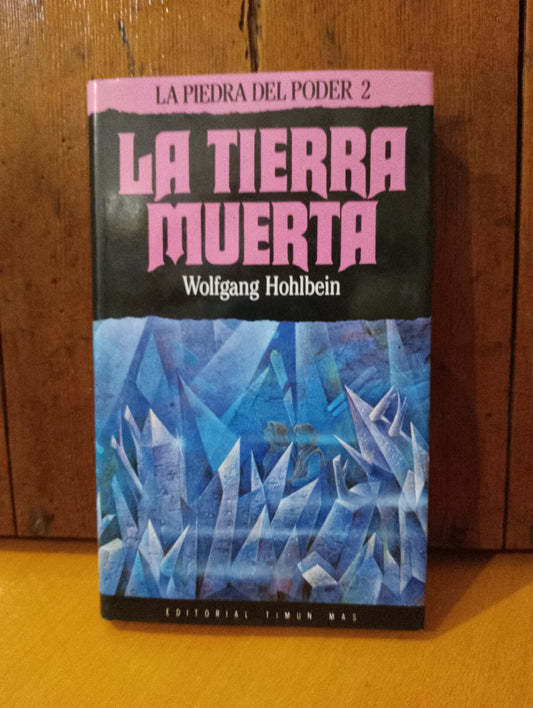 LA PIEDRA DEL PODER 2
LA TIERRA
MUERTA
Wolfgang Hohlbein
EDITORIAL TIMUN MAS